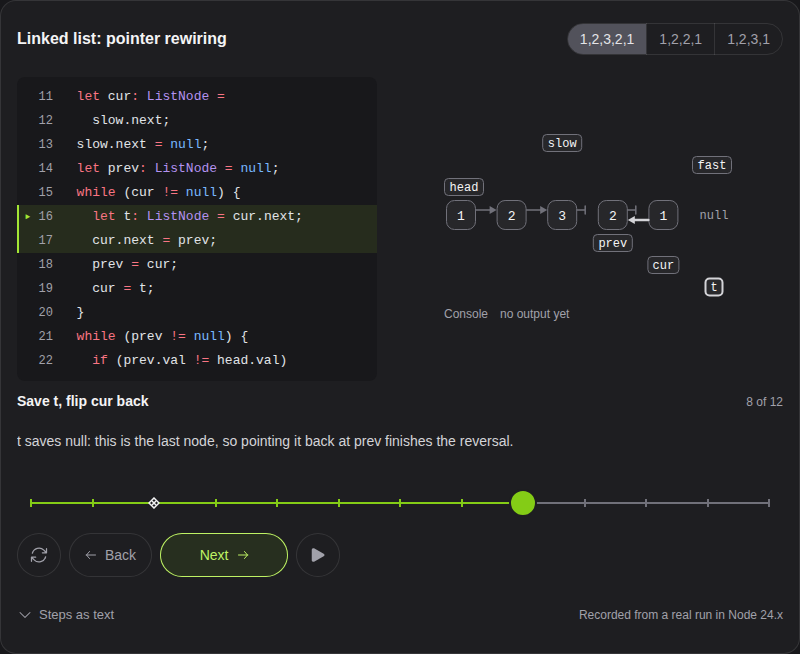 Linked list: pointer rewiring
1,2,3,2,1
1,2,2,1
1,2,3,1
11 let cur: ListNode =
12 slow.next;
13 slow.next = null;
14 let prev: ListNode = null;
15 while (cur != null) {
16 let t: ListNode = cur.next;
17 cur.next = prev;
18 prev = cur;
19 cur = t;
20 }
21 while (prev != null) {
22 if (prev.val != head.val)
slow
fast
head
1 2 3 2 1 null
prev
cur
t
Console no output yet
Save t, flip cur back
8 of 12
t saves null: this is the last node, so pointing it back at prev finishes the reversal.
← Back
Next →
Steps as text
Recorded from a real run in Node 24.x